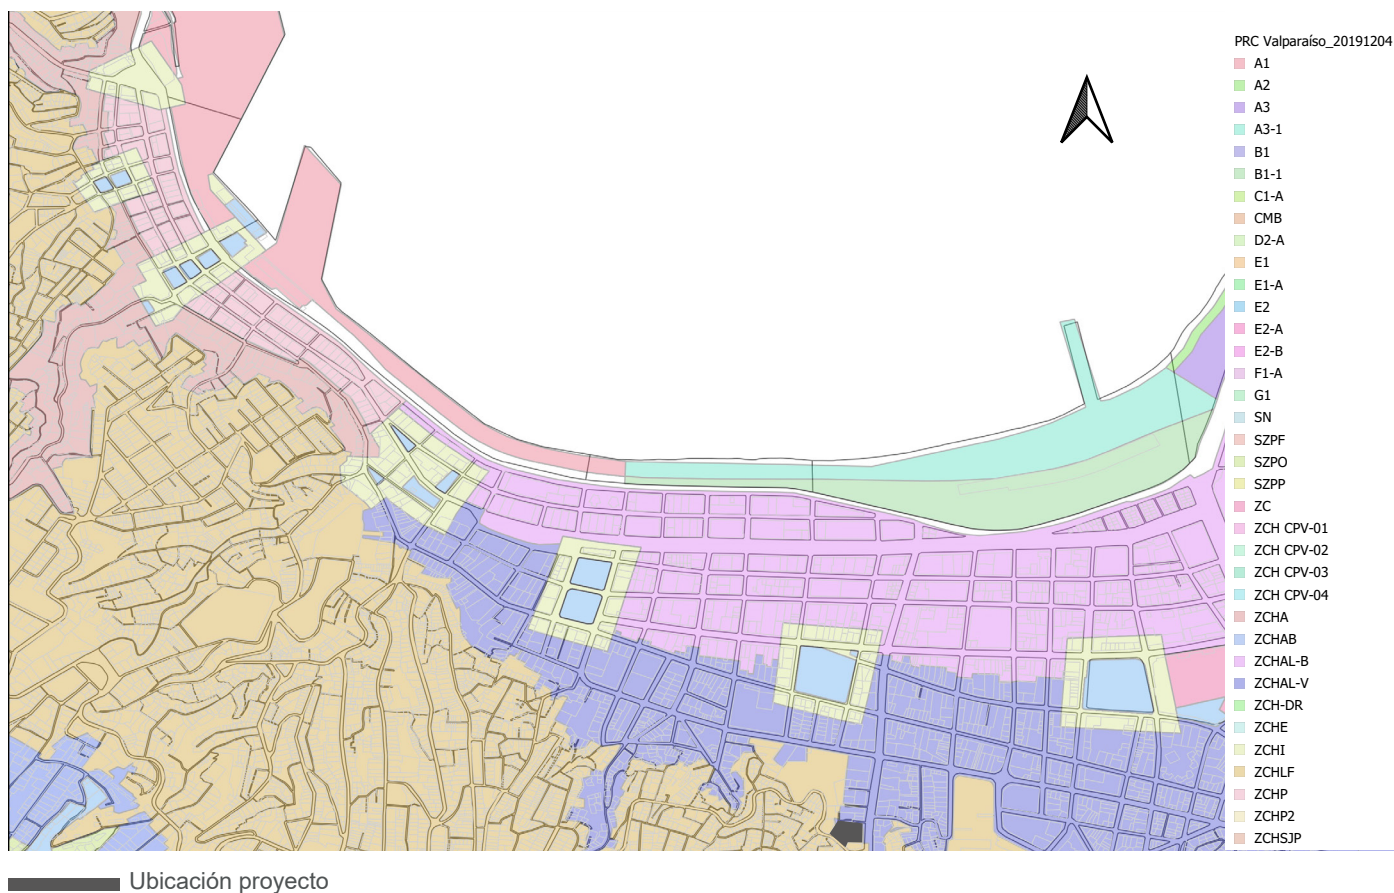 PRC Valparaíso_20191204
A1
A2
A3
A3-1
B1
B1-1
C1-A
CMB
D2-A
E1
E1-A
E2
E2-A
E2-B
F1-A
G1
SN
SZPF
SZPO
SZPP
ZC
ZCH CPV-01
ZCH CPV-02
ZCH CPV-03
ZCH CPV-04
ZCHA
ZCHAB
ZCHAL-B
ZCHAL-V
ZCH-DR
ZCHE
ZCHI
ZCHLF
ZCHP
ZCHP2
ZCHSJP
Ubicación proyecto